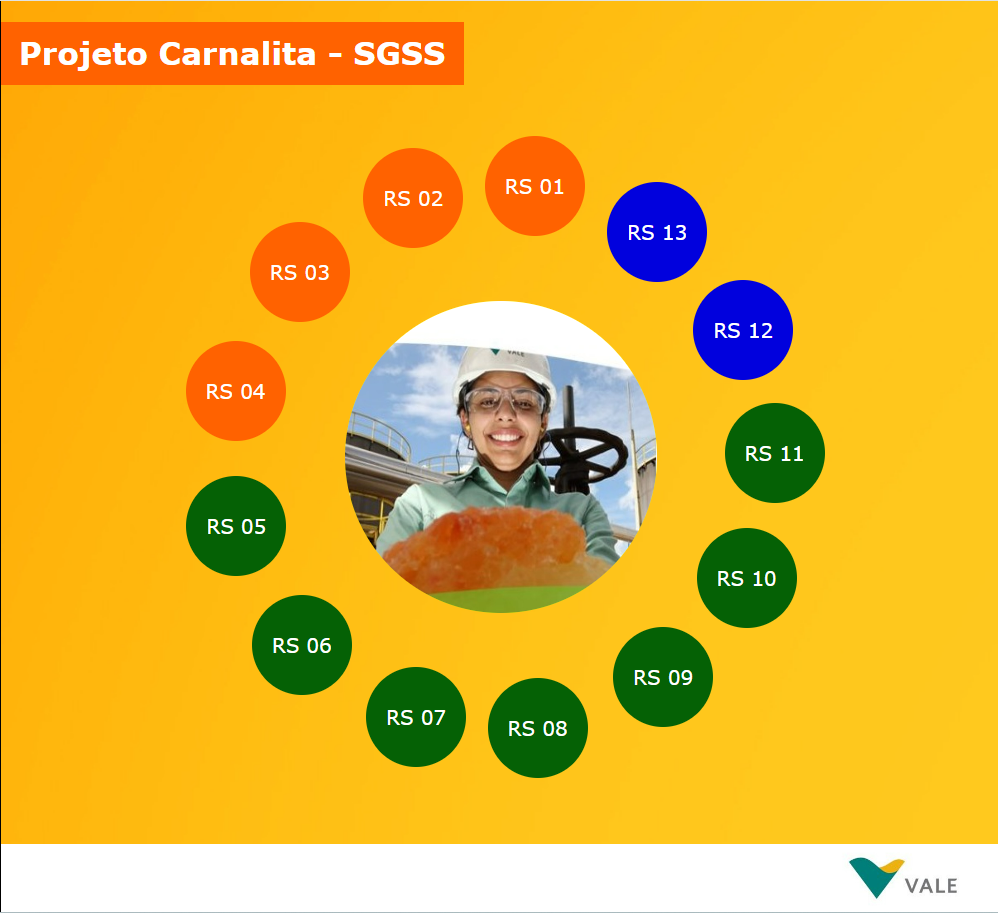 Projeto Carnalita – SGSS
RS 01
RS 02
RS 03
RS 04
RS 05
RS 06
RS 07
RS 08
RS 09
RS 10
RS 11
RS 12
RS 13
VALE
VALE